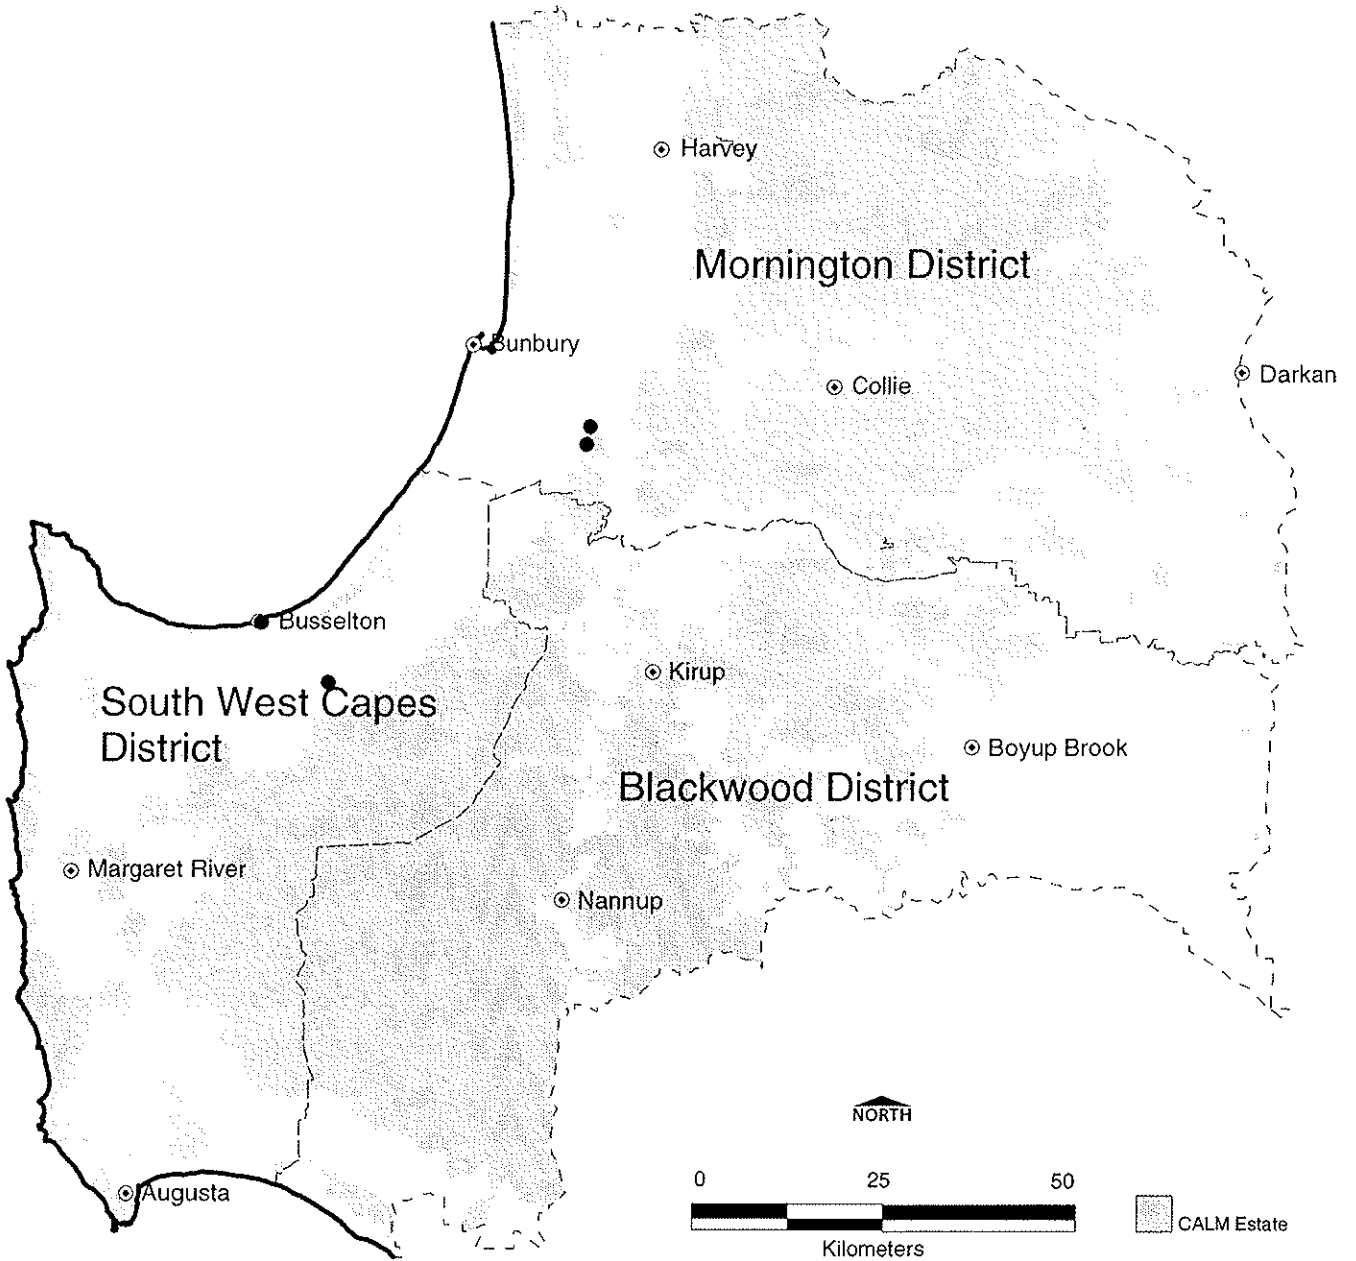 Harvey
Mornington District
Bunbury
Darkan
Collie
Busselton
Kirup
South West Capes
District
Boyup Brook
Blackwood District
Margaret River
Nannup
NORTH
0 25 50
Augusta
CALM Estate
Kilometers